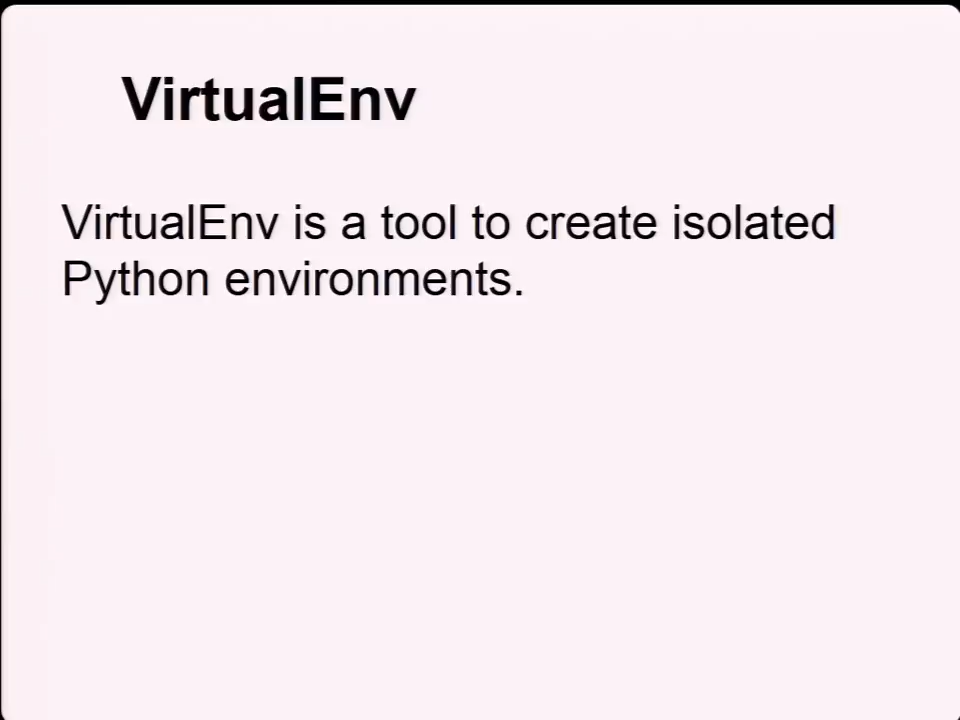 VirtualEnv
VirtualEnv is a tool to create isolated
Python environments.